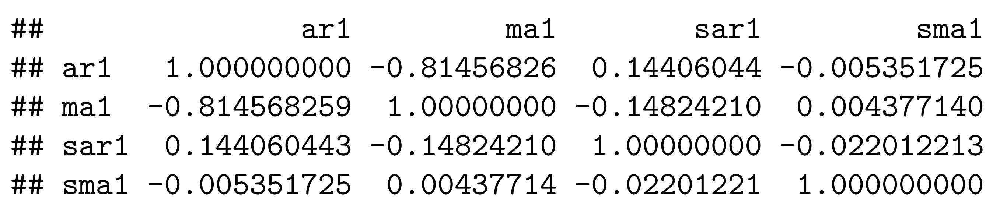 ##               ar1         ma1        sar1         sma1
## ar1   1.000000000 -0.81456826  0.14406044 -0.005351725
## ma1  -0.814568259  1.00000000 -0.14824210  0.004377140
## sar1  0.144060443 -0.14824210  1.00000000 -0.022012213
## sma1 -0.005351725  0.00437714 -0.02201221  1.000000000